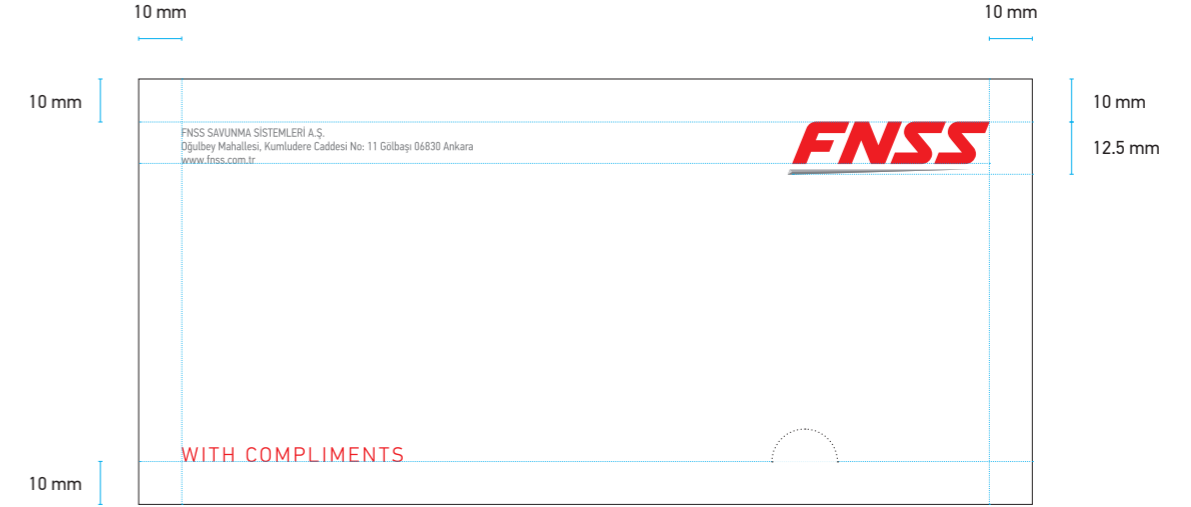 10 mm
10 mm
10 mm
10 mm
FNSS SAVUNMA SİSTEMLERİ A.Ş.
Oğulbey Mahallesi, Kumludere Caddesi No: 11 Gölbaşı 06830 Ankara
www.fnss.com.tr
FNSS
12.5 mm
WITH COMPLIMENTS
10 mm